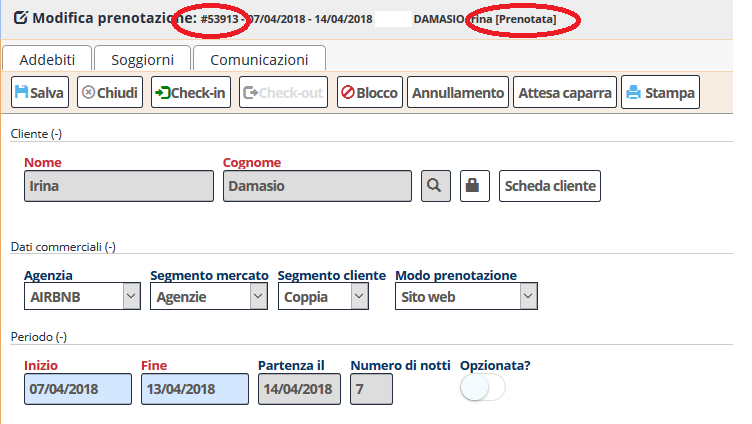 Modifica prenotazione: #53913 - 07/04/2018 - 14/04/2018 DAMASIO Irina [Prenotata]
Addebiti Soggiorni Comunicazioni
Salva Chiudi Check-in Check-out Blocco Annullamento Attesa caparra Stampa
Cliente (-)
Nome Cognome
Irina Damasio Scheda cliente
Dati commerciali (-)
Agenzia Segmento mercato Segmento cliente Modo prenotazione
AIRBNB Agenzie Coppia Sito web
Periodo (-)
Inizio Fine Partenza il Numero di notti Opzionata?
07/04/2018 13/04/2018 14/04/2018 7